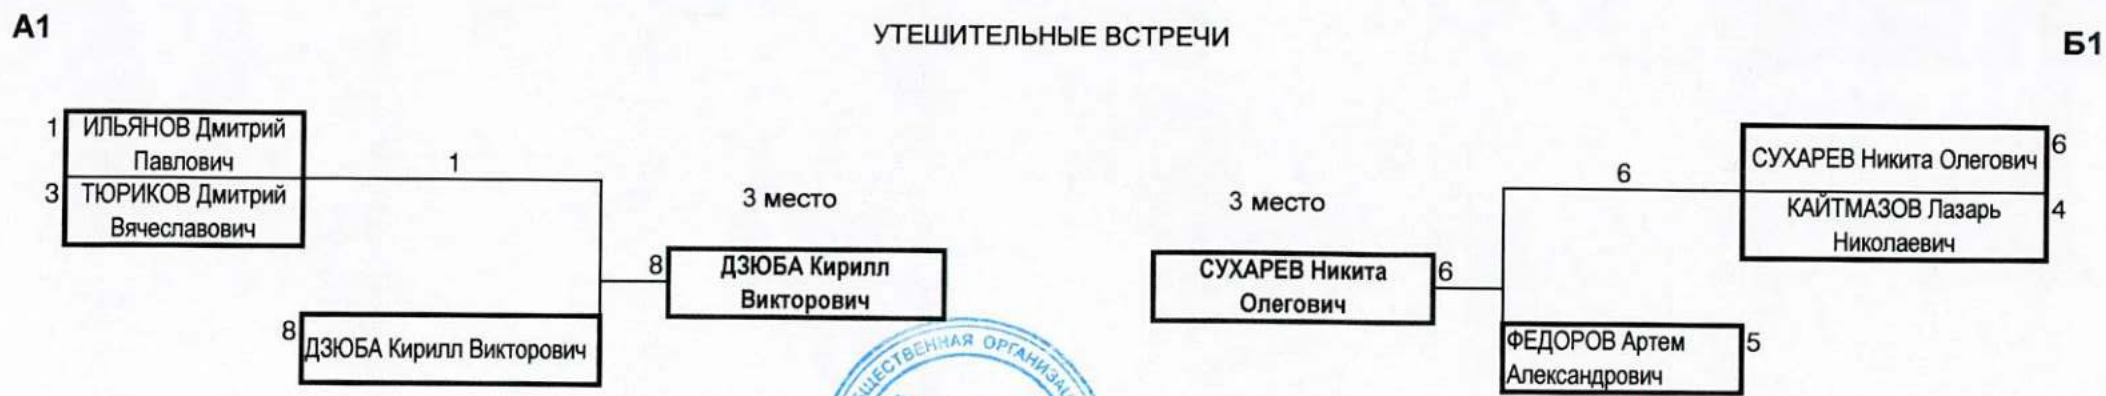 А1
УТЕШИТЕЛЬНЫЕ ВСТРЕЧИ
Б1
1
ИЛЬЯНОВ Дмитрий
Павлович
3
ТЮРИКОВ Дмитрий
Вячеславович
1
8
ДЗЮБА Кирилл Викторович
3 место
8
ДЗЮБА Кирилл
Викторович
3 место
СУХАРЕВ Никита
Олегович
6
6
СУХАРЕВ Никита Олегович
6
КАЙТМАЗОВ Лазарь
Николаевич
4
ФЕДОРОВ Артем
Александрович
5